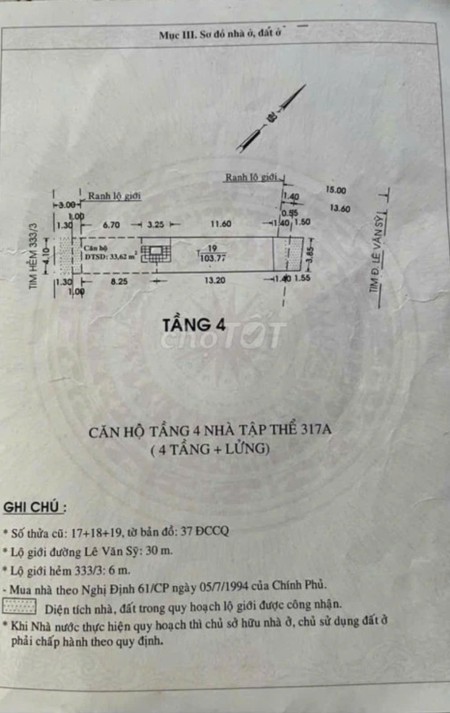 Mục III. Sơ đồ nhà ở, đất ở
Ranh lộ giới
15.00
Ranh lộ giới
3.00
1.40
13.60
1.00
0.55
1.30
6.70
3.25
11.60
1.40
1.50
TIM HẺM 333/3
4.10
Căn hộ
DTSD: 33,62 m²
T
19
103.77
3.65
TIM Đ. LÊ VĂN SỸ
1.30
8.25
13.20
1.40
1.55
1.00
TẦNG 4
chợTỐT
CĂN HỘ TẦNG 4 NHÀ TẬP THỂ 317A
( 4 TẦNG + LỬNG)
GHI CHÚ :
* Số thửa cũ: 17+18+19, tờ bản đồ: 37 ĐCCQ
* Lộ giới đường Lê Văn Sỹ: 30 m.
* Lộ giới hẻm 333/3: 6 m.
- Mua nhà theo Nghị Định 61/CP ngày 05/7/1994 của Chính Phủ.
Diện tích nhà, đất trong quy hoạch lộ giới được công nhận.
* Khi Nhà nước thực hiện quy hoạch thì chủ sở hữu nhà ở, chủ sử dụng đất ở
phải chấp hành theo quy định.